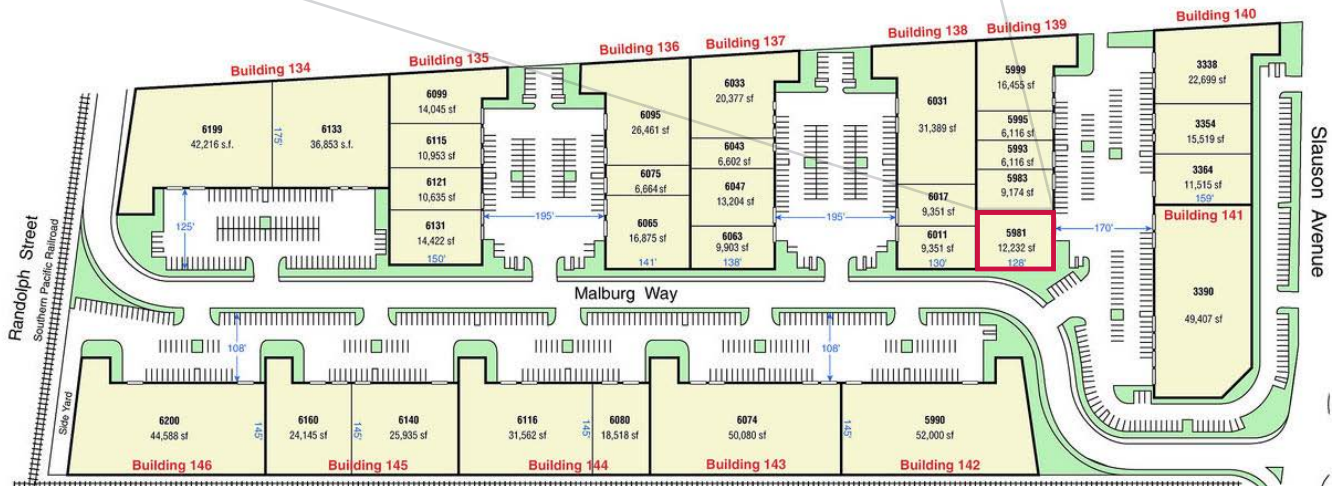 Building 134
6199
42,216 s.f.
175'
6133
36,853 s.f.
125'
Building 135
6099
14,045 sf
6115
10,953 sf
6121
10,635 sf
6131
14,422 sf
150'
195'
Building 136
6095
26,461 sf
6075
6,664 sf
6065
16,875 sf
141'
Building 137
6033
20,377 sf
6043
6,602 sf
6047
13,204 sf
6063
9,903 sf
138'
195'
Building 138
6031
31,389 sf
6017
9,351 sf
6011
9,351 sf
130'
Building 139
5999
16,455 sf
5995
6,116 sf
5993
6,116 sf
5983
9,174 sf
5981
12,232 sf
128'
170'
Building 140
3338
22,699 sf
3354
15,519 sf
3364
11,515 sf
159'
Building 141
3390
49,407 sf
Slauson Avenue
Randolph Street
Southern Pacific Railroad
Malburg Way
108'
108'
Side Yard
6200
44,588 sf
145'
Building 146
6160
24,145 sf
145'
6140
25,935 sf
Building 145
6116
31,562 sf
145'
6080
18,518 sf
Building 144
6074
50,080 sf
145'
Building 143
5990
52,000 sf
Building 142